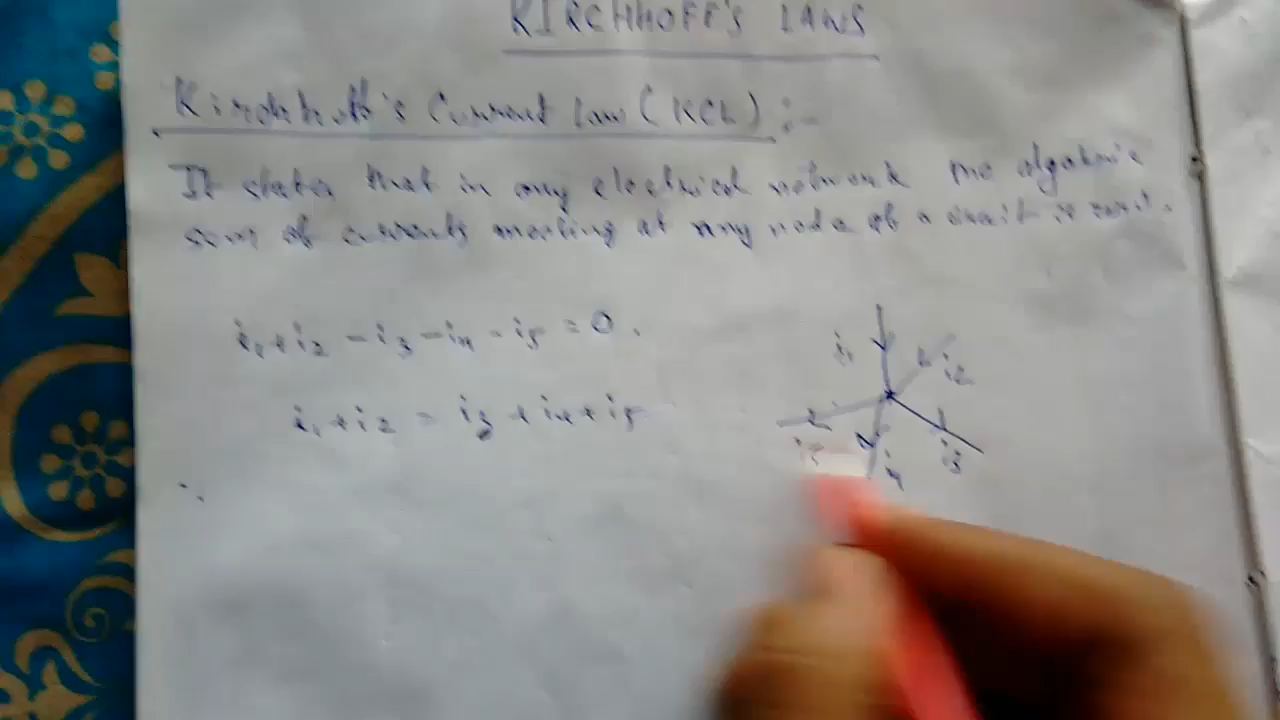 KIRCHHOFF'S LAWS
Kirchhoff's Current Law (KCL) :-
It states that in any electrical network the algebraic
sum of currents meeting at any node of a circuit is zero.
i₁+i₂ -i₃-i₄-i₅ = 0.
i₁+i₂ = i₃+i₄+i₅
∴
i₁
i₂
i₅
i₄
i₃